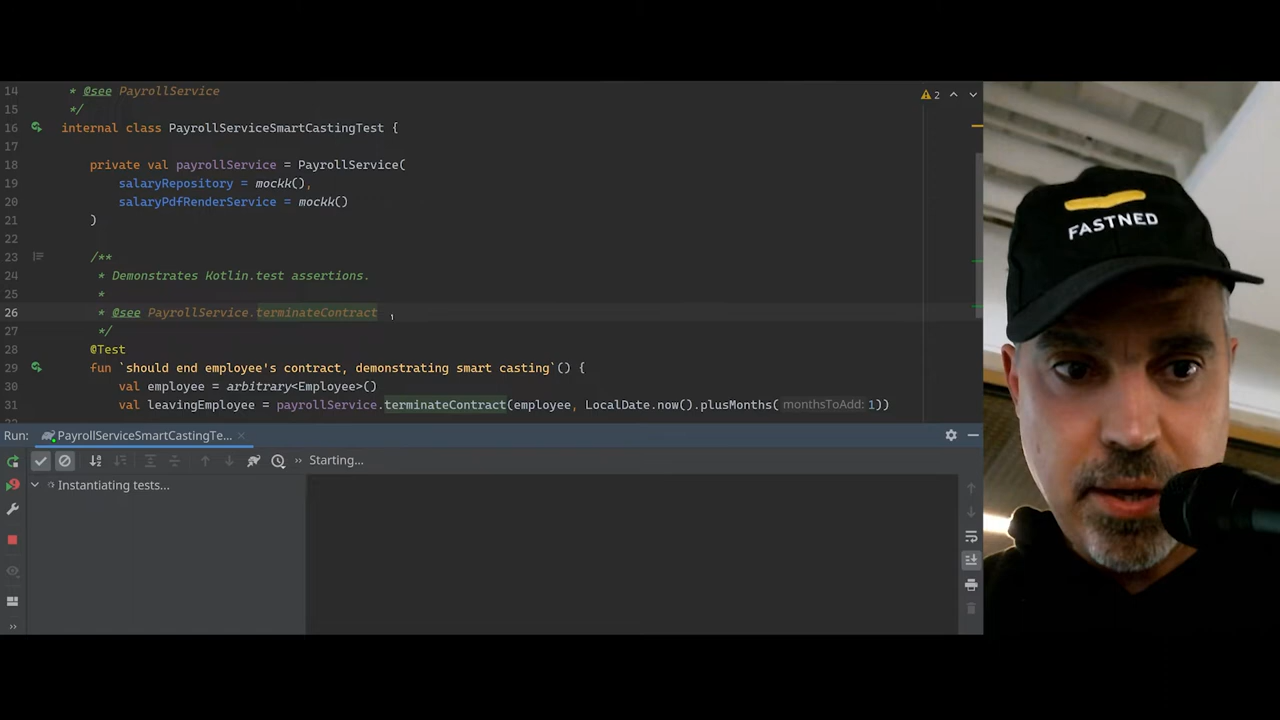 14 * @see PayrollService
15 */
16 internal class PayrollServiceSmartCastingTest {
17
18 private val payrollService = PayrollService(
19 salaryRepository = mockk(),
20 salaryPdfRenderService = mockk()
21 )
22
23 /**
24 * Demonstrates Kotlin.test assertions.
25 *
26 * @see PayrollService.terminateContract
27 */
28 @Test
29 fun `should end employee's contract, demonstrating smart casting`() {
30 val employee = arbitrary<Employee>()
31 val leavingEmployee = payrollService.terminateContract(employee, LocalDate.now().plusMonths( monthsToAdd: 1))
2
Run: PayrollServiceSmartCastingTe...
Starting...
Instantiating tests...
FASTNED